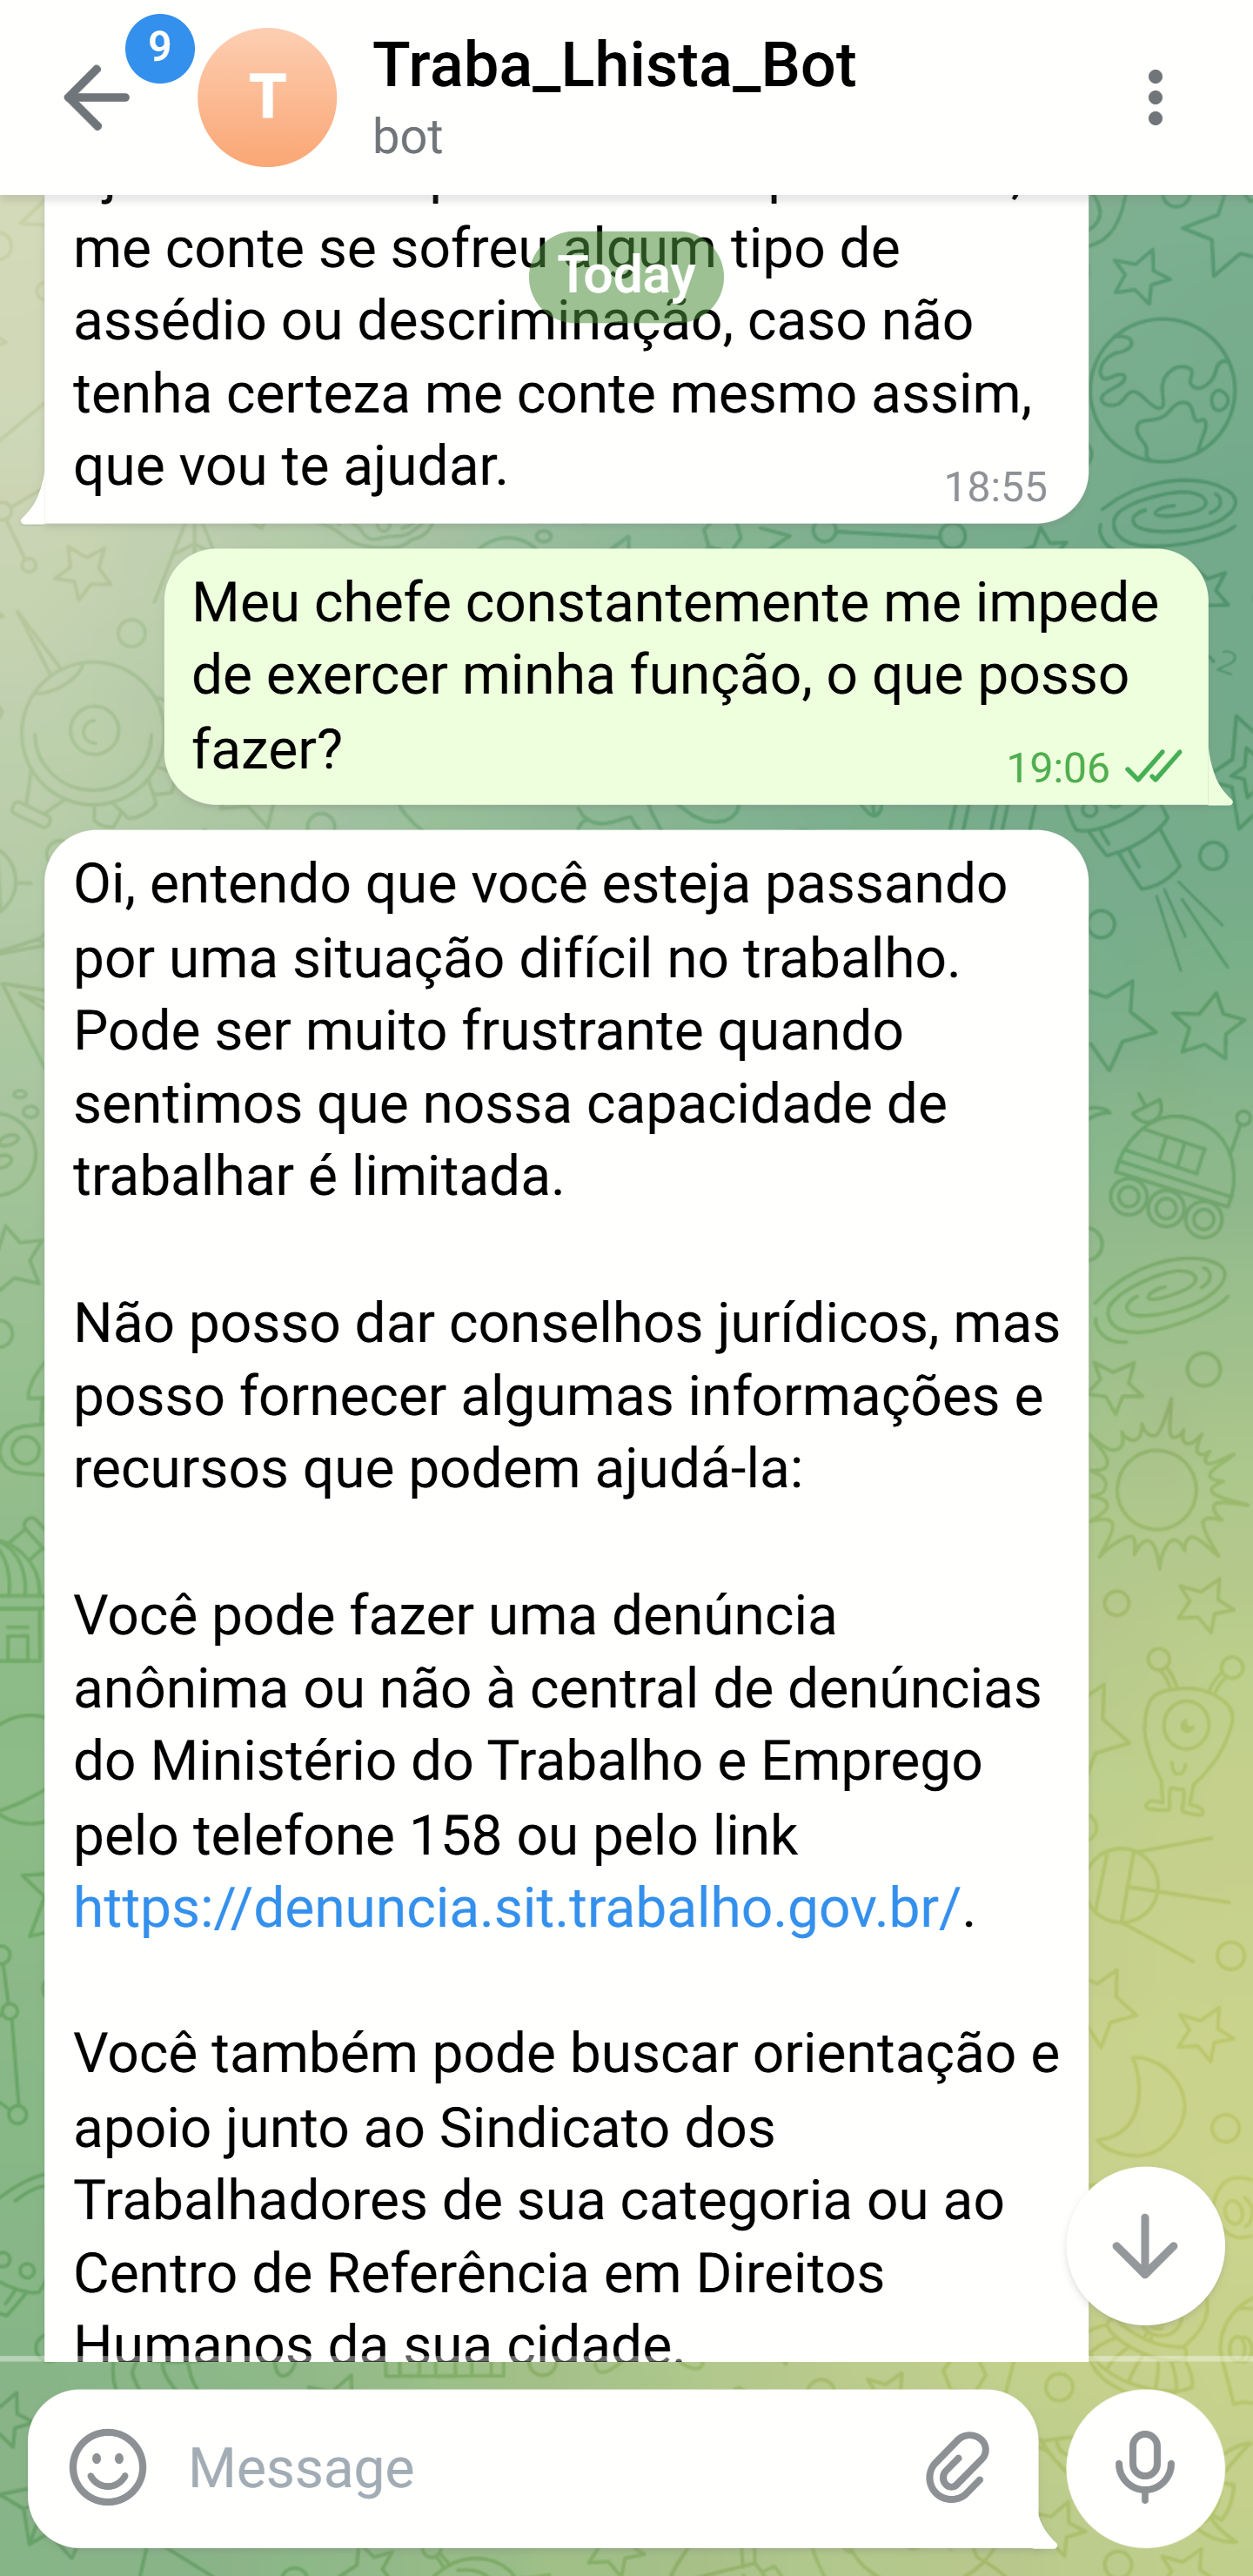 9
T
Traba_Lhista_Bot
bot
me conte se sofreu algum tipo de
Today
assédio ou descriminação, caso não
tenha certeza me conte mesmo assim,
que vou te ajudar.
18:55
Meu chefe constantemente me impede
de exercer minha função, o que posso
fazer?
19:06
Oi, entendo que você esteja passando
por uma situação difícil no trabalho.
Pode ser muito frustrante quando
sentimos que nossa capacidade de
trabalhar é limitada.
Não posso dar conselhos jurídicos, mas
posso fornecer algumas informações e
recursos que podem ajudá-la:
Você pode fazer uma denúncia
anônima ou não à central de denúncias
do Ministério do Trabalho e Emprego
pelo telefone 158 ou pelo link
https://denuncia.sit.trabalho.gov.br/.
Você também pode buscar orientação e
apoio junto ao Sindicato dos
Trabalhadores de sua categoria ou ao
Centro de Referência em Direitos
Humanos da sua cidade.
Message